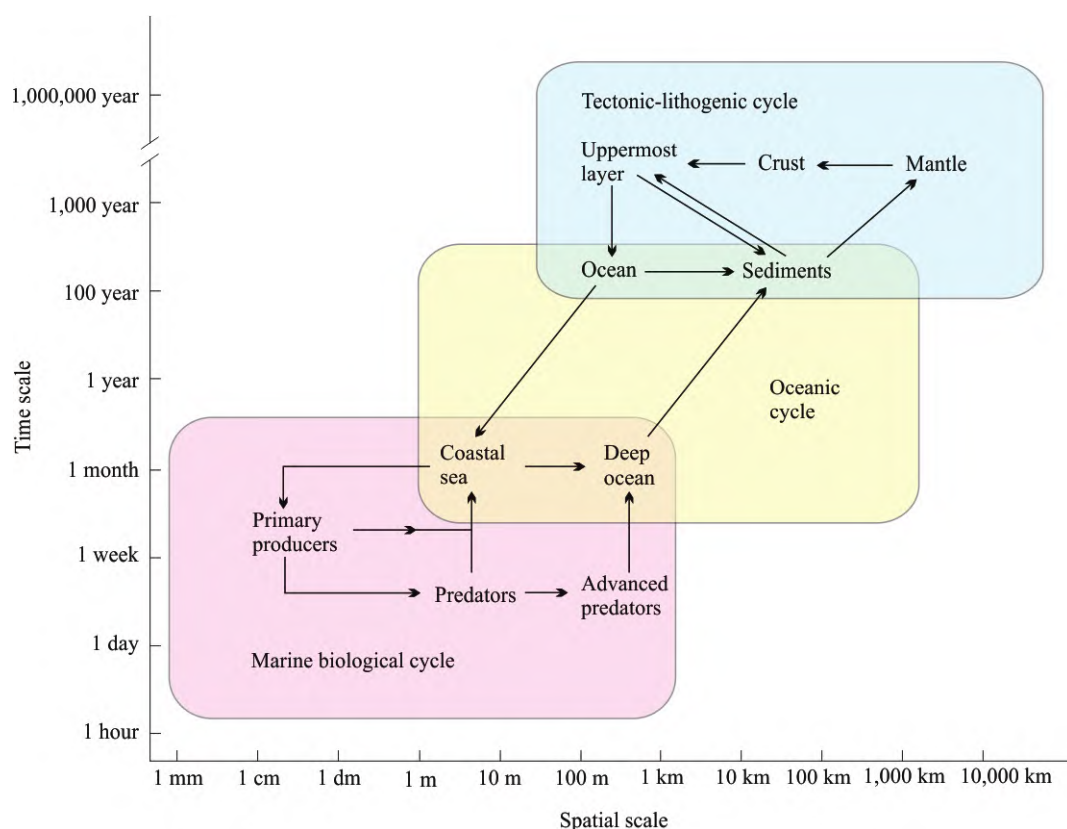 1,000,000 year
1,000 year
100 year
1 year
1 month
1 week
1 day
1 hour
Time scale
Tectonic-lithogenic cycle
Uppermost
layer
Crust
Mantle
Ocean
Sediments
Oceanic
cycle
Coastal
sea
Deep
ocean
Primary
producers
Predators
Advanced
predators
Marine biological cycle
1 mm
1 cm
1 dm
1 m
10 m
100 m
1 km
10 km
100 km
1,000 km
10,000 km
Spatial scale